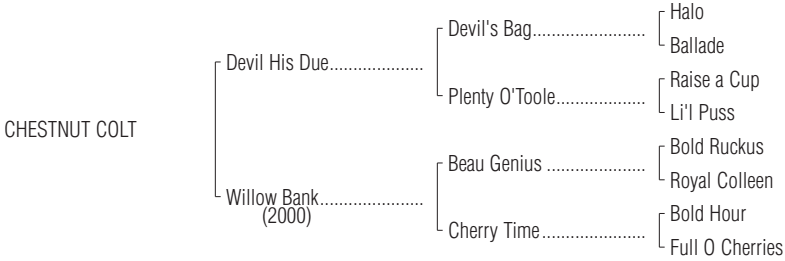 Halo
Devil's Bag......................
Ballade
Devil His Due..................
Raise a Cup
Plenty O'Toole.................
Li'l Puss
CHESTNUT COLT
Bold Ruckus
Beau Genius ...................
Royal Colleen
Willow Bank....................
(2000)
Bold Hour
Cherry Time....................
Full O Cherries